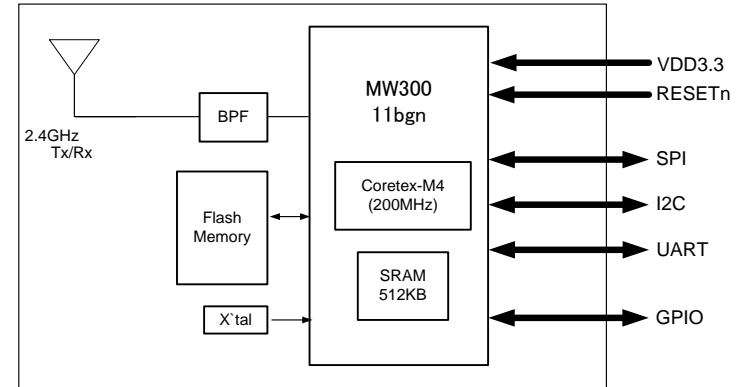 2.4GHz
Tx/Rx
BPF
Flash
Memory
X`tal
MW300
11bgn
Coretex-M4
(200MHz)
SRAM
512KB
VDD3.3
RESETn
SPI
I2C
UART
GPIO